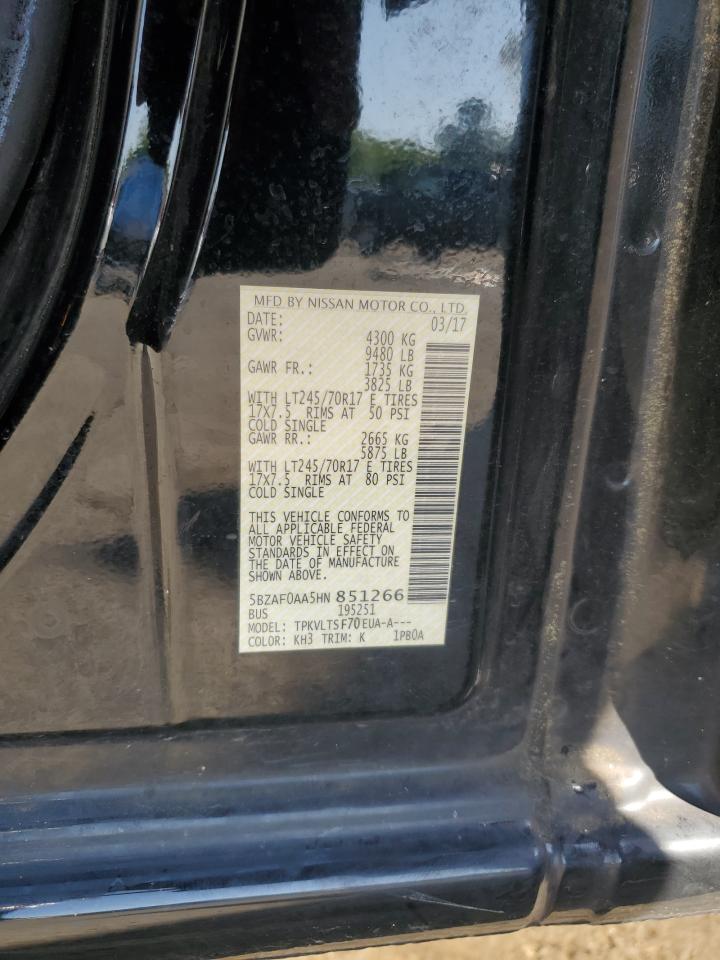 MFD BY NISSAN MOTOR CO., LTD.
DATE: 03/17
GVWR: 4300 KG
9480 LB
GAWR FR.: 1735 KG
3825 LB
WITH LT245/70R17 E TIRES
17X7.5 RIMS AT 50 PSI
COLD SINGLE
GAWR RR.: 2665 KG
5875 LB
WITH LT245/70R17 E TIRES
17X7.5 RIMS AT 80 PSI
COLD SINGLE
THIS VEHICLE CONFORMS TO
ALL APPLICABLE FEDERAL
MOTOR VEHICLE SAFETY
STANDARDS IN EFFECT ON
THE DATE OF MANUFACTURE
SHOWN ABOVE.
5BZAF0AA5HN851266
BUS 195251
MODEL: TPKVLTSF70EUA-A---
COLOR: KH3 TRIM: K 1PB0A